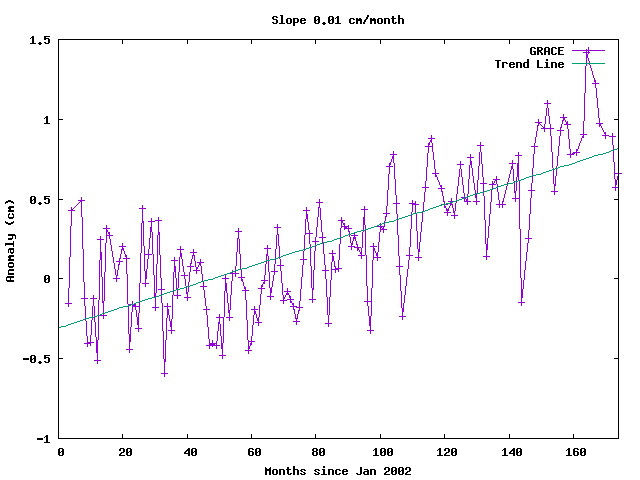 Slope 0.01 cm/month
GRACE
Trend Line
1.5
1
0.5
0
-0.5
-1
Anomaly (cm)
0 20 40 60 80 100 120 140 160
Months since Jan 2002